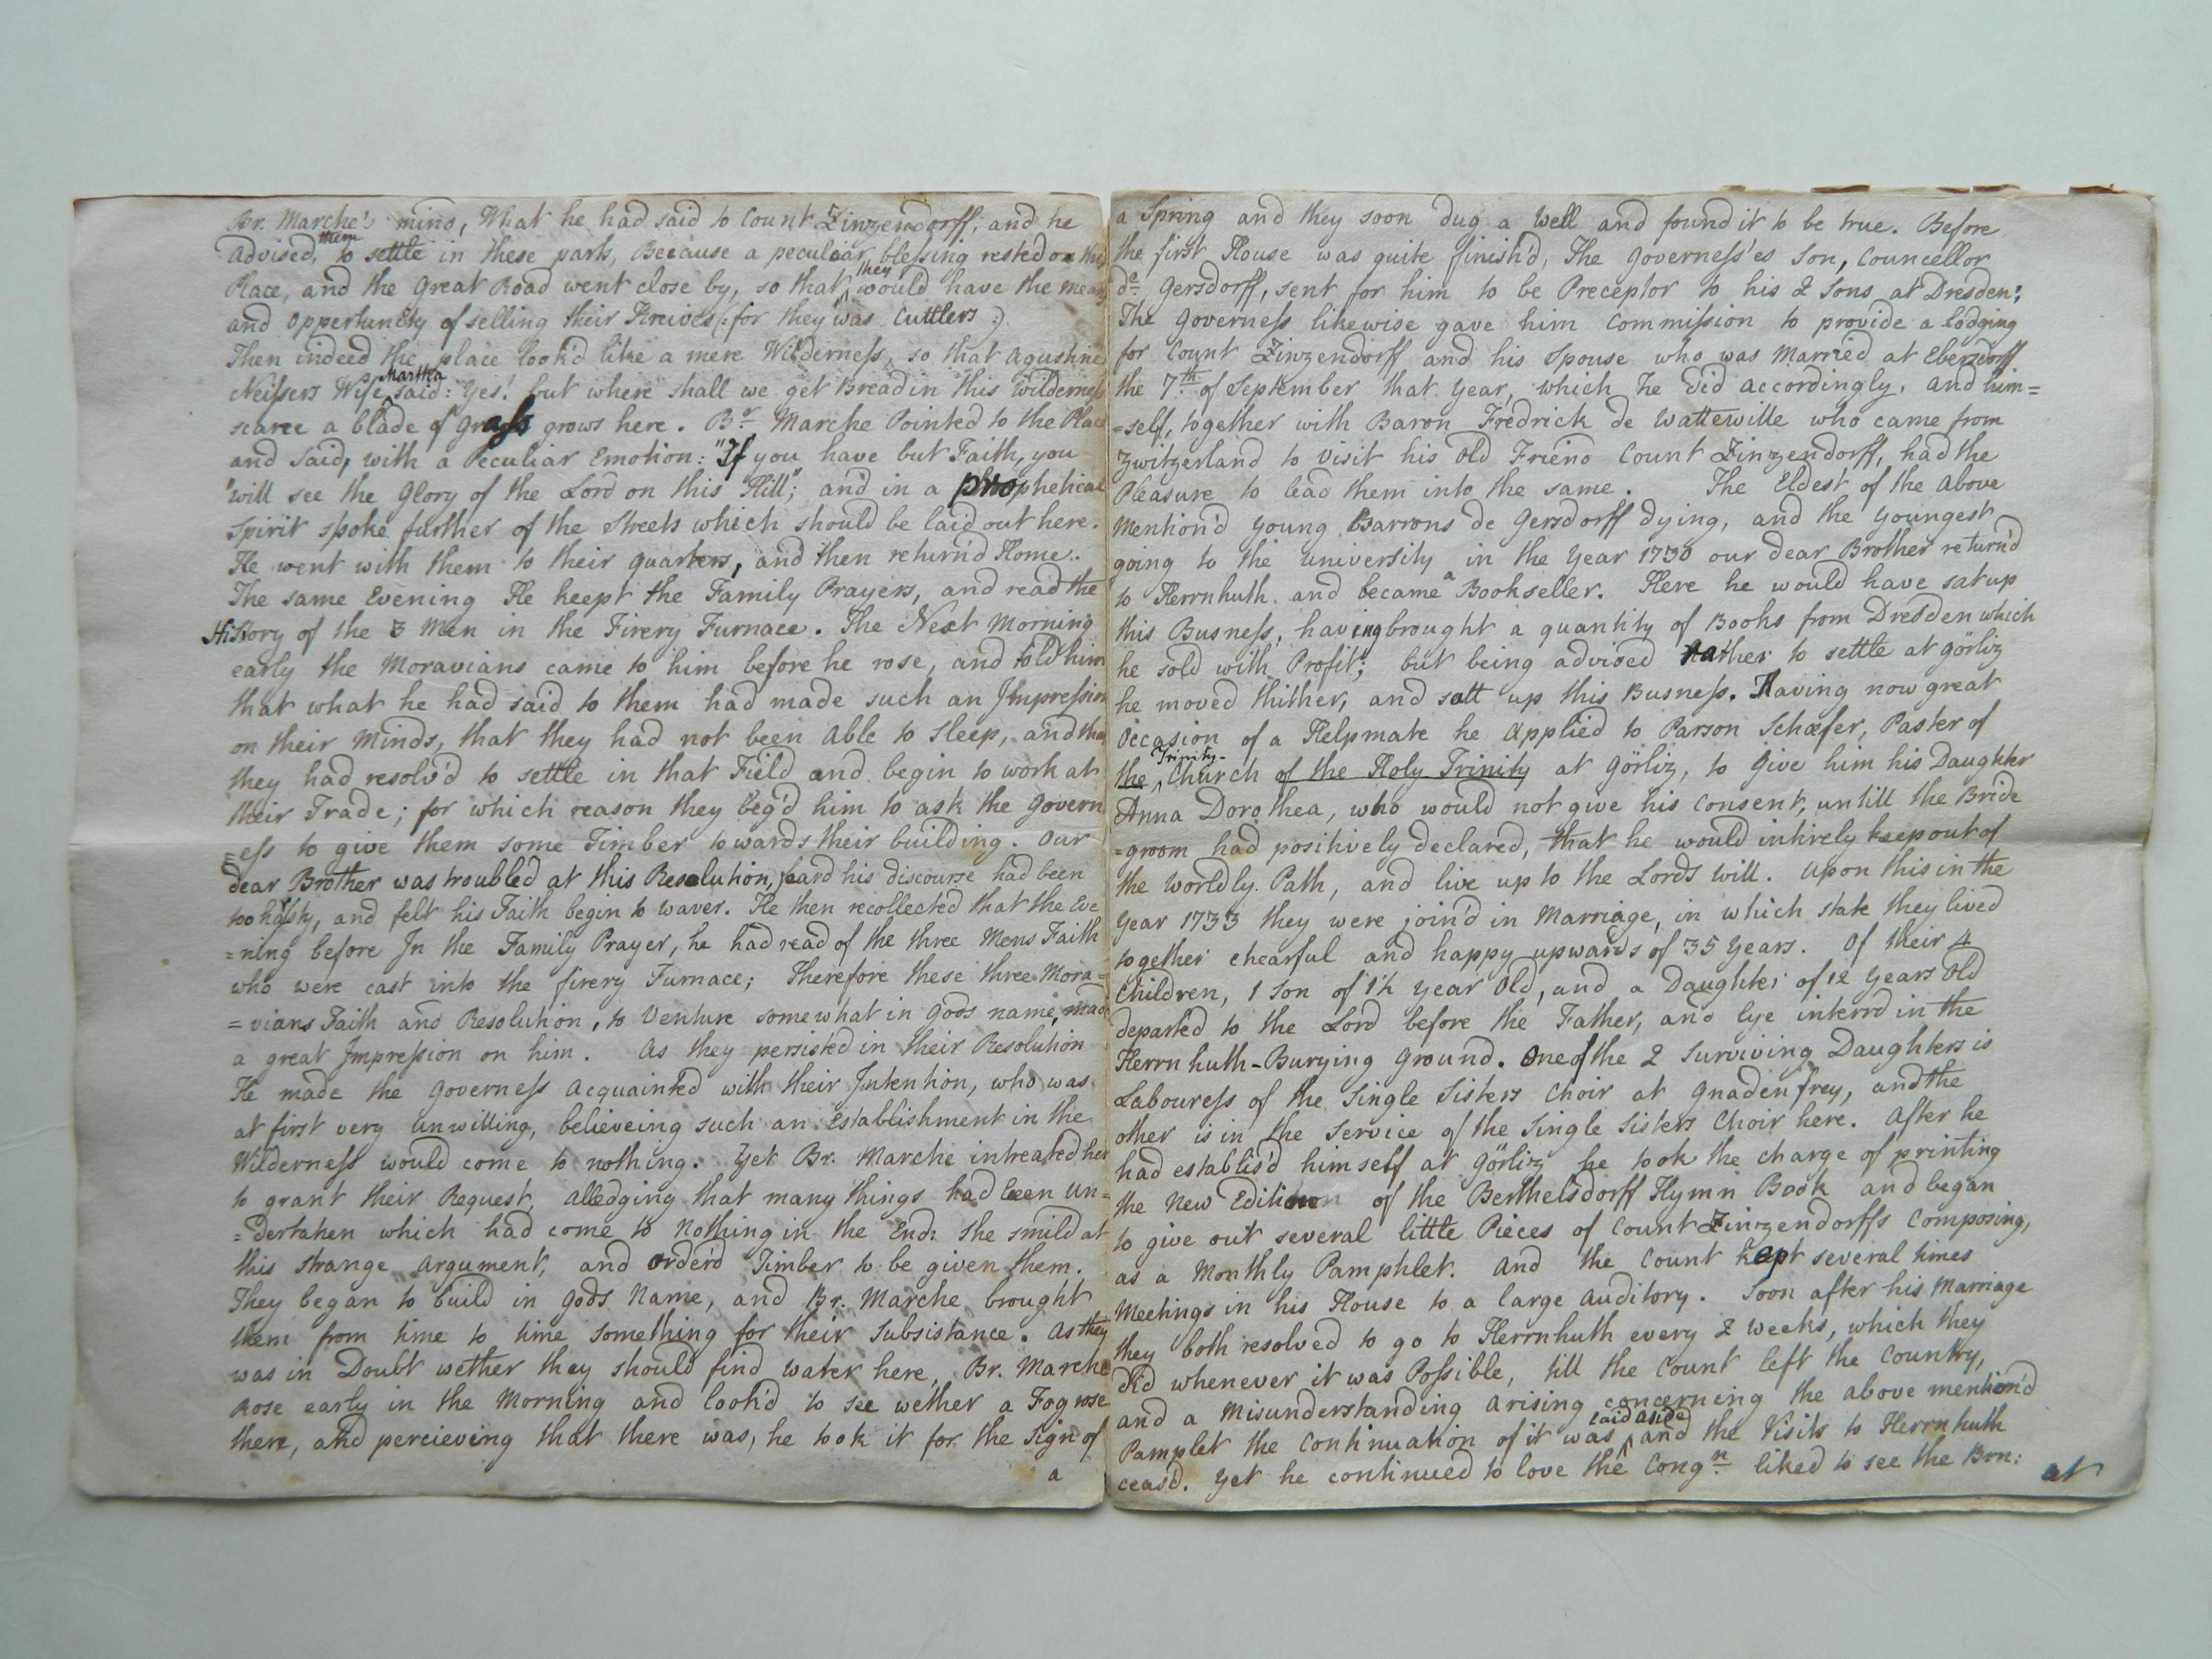 Br. Marche's mind, What he had said to Count Zinzendorff; and he
advised, them to settle in these parts, Because a peculiar blessing rested on this
Place, and the Great Road went close by, so that they would have the means
and oppertunety of selling their Kneives (: for they was Cuttlers :)
Then indeed the place look'd like a mere Wilderness, so that Agustine
Neissers Wife Martha said: Yes! but where shall we get Bread in this Wilderness
scarce a blade of grass grows here. Br. Marche Pointed to the Place
and said, with a Peculiar Emotion: "If you have but Faith, you
"will see the Glory of the Lord on this Hill"; and in a prophetical
Spirit spoke further of the Streets which should be laid out here.
He went with them to their quarters, and then return'd Home.
The same Evening He keept the Family Prayers, and read the
History of the 3 Men in the Firery Furnace. The Next Morning
early the Moravians came to him before he rose, and told him
that what he had said to them had made such an Impression
on their Minds, that they had not been Able to Sleep, and that
they had resolv'd to settle in that Field and begin to work at
their Trade; for which reason they beg'd him to ask the Govern
=ess to give them some Timber towards their building. Our
dear Brother was troubled at this Resolution, feard his discourse had been
too hasty, and felt his Faith begin to waver. He then recollected that the Eve
=ning before In the Family Prayer, he had read of the three Mens Faith
who were cast into the firery Furnace; Therefore these three Mora=
=vians Faith and Resolution, to Venture somewhat in Gods name, mad
a great Impression on him. As they persisted in their Resolution
He made the Governess Acquainted with their Intention, who was
at first very unwilling, believeing such an Establishment in the
Wilderness would come to nothing. Yet Br. Marche intreated her
to grant their Request, alledging that many things had been un=
=dertaken which had come to Nothing in the End: She smil'd at
this strange argument, and order'd Timber to be given them.
They began to build in Gods Name, and Br. Marche brought
them from time to time something for their Subsistance. As they
was in Doubt wether they should find water here, Br. Marche
Rose early in the Morning and look'd to see wether a Fog rose
there, and percieveing that there was, he took it for the Sign of
a
a Spring and they soon dug a Well and found it to be true. Before
the first House was quite finish'd, The Governess'es Son, Councellor
de Gersdorff, sent for him to be Preceptor to his 2 Sons at Dresden:
The Governess likewise gave him Commission to provide a lodging
for Count Zinzendorff and his Spouse who was Married at Ebersdorff
the 7th of September that Year, which he did accordingly, and him=
=self, together with Baron Fredrick de Wattewille who came from
Zwitzerland to visit his Old Friend Count Zinzendorff, had the
Pleasure to lead them into the same. The Eldest of the Above
Mention'd young Barrons de Gersdorff dying, and the youngest
going to the University in the Year 1730 our dear Brother return'd
to Herrnhuth and became a Bookseller. Here he would have sat up
this Busness, having brought a quantity of Books from Dresden which
he sold with Profit; but being advised rather to settle at Görliz
he moved thither, and satt up this Busness. Having now great
Occasion of a Helpmate he Applied to Parson Schæfer, Paster of
the Trinity- Church of the Holy Trinity at Görliz, to Give him his Daughter
Anna Dorothea, who would not give his Consent, untill the Bride
=groom had positively declared, that he would intirely keep out of
the worldly Path, and live up to the Lords Will. Upon this in the
Year 1733 they were join'd in Marriage, in which state they lived
together chearful and happy upwards of 35 Years. Of their 4
Children, 1 Son of 1½ Year Old, and a Daughter of 12 Years Old
departed to the Lord before the Father, and lye interrd in the
Herrnhuth-Burying Ground. One of the 2 Surviving Daughters is
Labouress of the Single Sisters Choir at Gnadenfrey, and the
other is in the Service of the Single Sisters Choir here. After he
had establis'd himself at Görliz he took the charge of printing
the New Edition of the Berthelsdorff Hymn Book and began
to give out several little Pieces of Count Zinzendorffs Composing,
as a Monthly Pamphlet. And the Count kept several times
Meetings in his House to a large Auditory. Soon after his Marriage
they both resolved to go to Herrnhuth every 2 weeks, which they
did whenever it was Possible, till the Count left the Country,
and a Misunderstanding arising concerning the above mention'd
Pamplet the Continuation of it was laid aside and the Visits to Herrnhuth
ceas'd. Yet he continued to love the Congn. liked to see the Brn:
at